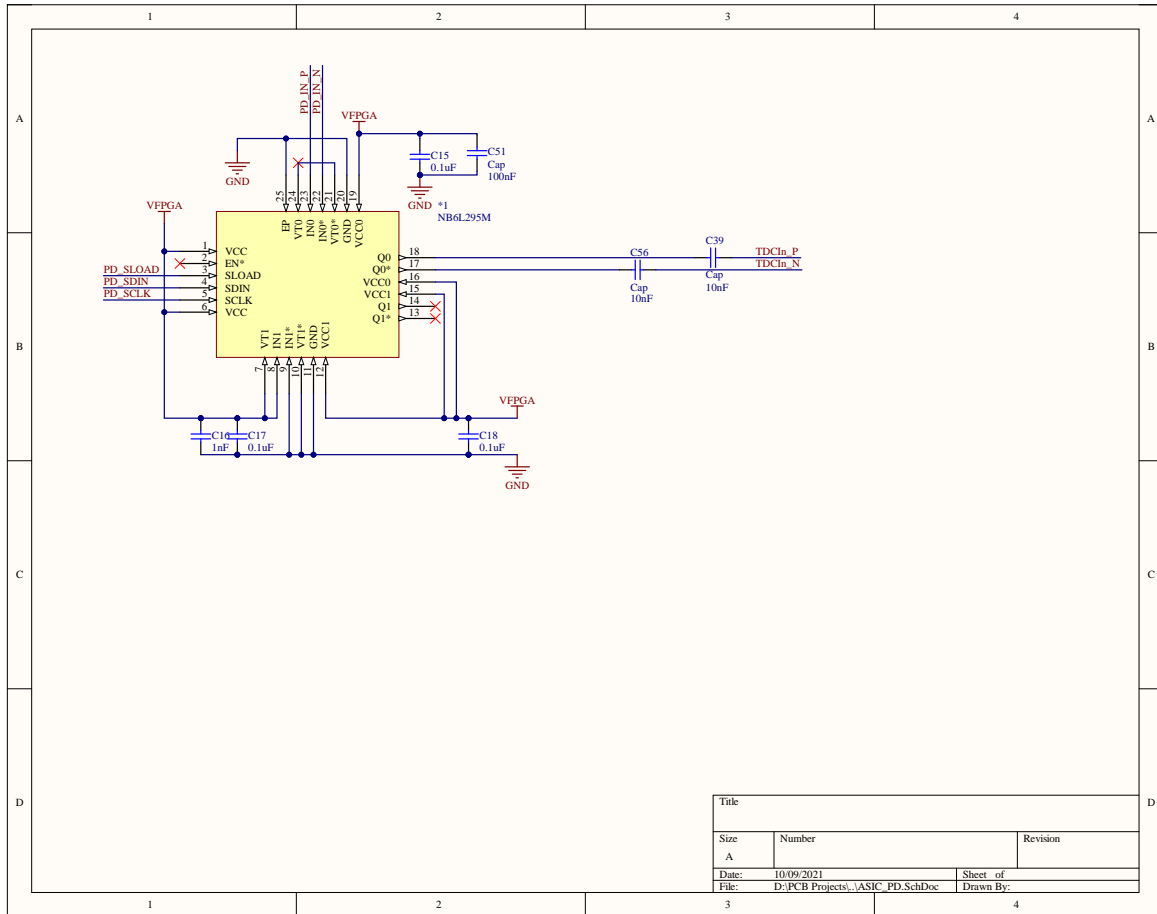 1 2 3 4
A A
B B
C C
D D
PD_IN_P
PD_IN_N
VFPGA
C15
0.1uF
C51
Cap
100nF
GND
GND
*1
NB6L295M
25 24 23 22 21 20 19
EP VT0 IN0 IN0* VT0* GND VCC0
VFPGA
1 VCC
2 EN*
PD_SLOAD 3 SLOAD
PD_SDIN 4 SDIN
PD_SCLK 5 SCLK
6 VCC
Q0 18
Q0* 17
VCC0 16
VCC1 15
Q1 14
Q1* 13
C56
Cap
10nF
C39
Cap
10nF
TDCIn_P
TDCIn_N
VT1 IN1 IN1* VT1* GND VCC1
7 8 9 10 11 12
VFPGA
C16
1nF
C17
0.1uF
C18
0.1uF
GND
Title
Size Number Revision
A
Date: 10/09/2021 Sheet of
File: D:\PCB Projects\..\ASIC_PD.SchDoc Drawn By:
1 2 3 4